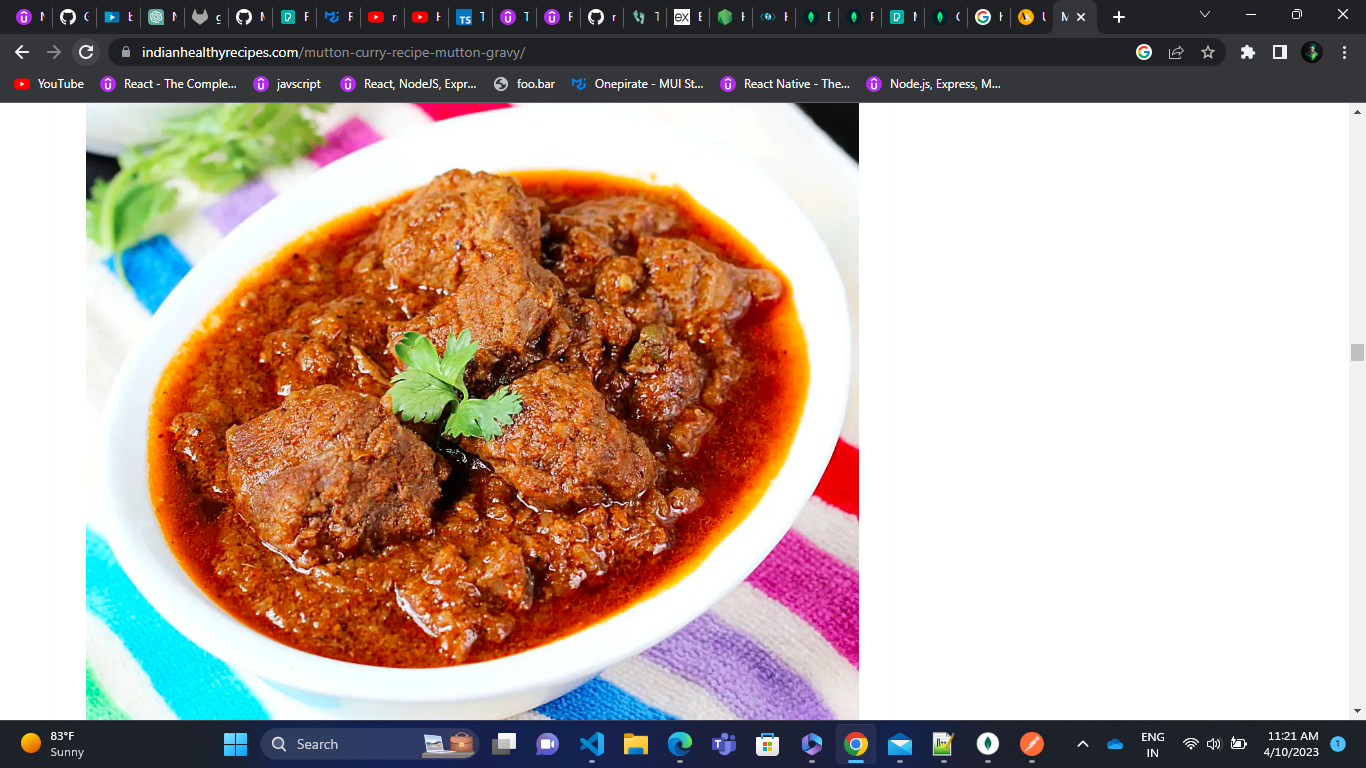 indianhealthyrecipes.com/mutton-curry-recipe-mutton-gravy/
YouTube
React - The Comple...
javscript
React, NodeJS, Expr...
foo.bar
Onepirate - MUI St...
React Native - The...
Node.js, Express, M...
83°F
Sunny
Search
ENG
IN
11:21 AM
4/10/2023
1